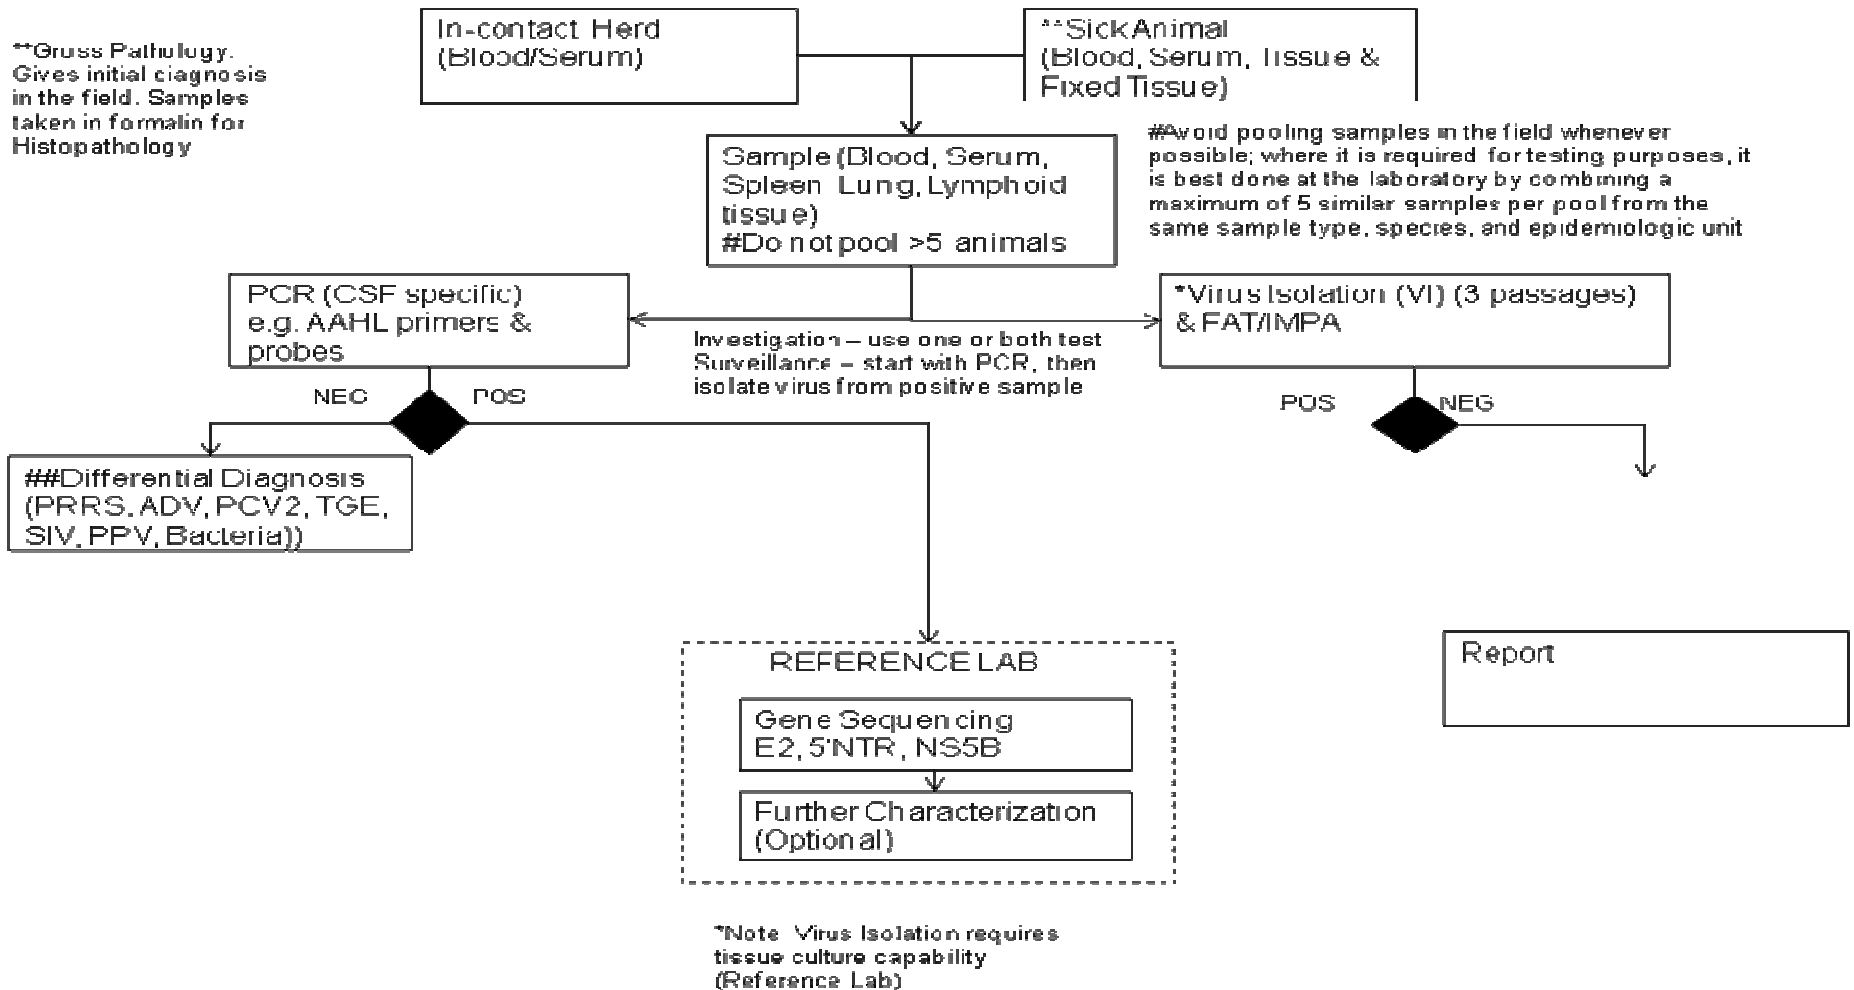 In-contact Herd
(Blood/Serum)
**Sick Animal
(Blood, Serum, Tissue &
Fixed Tissue)
**Gross Pathology.
Gives initial diagnosis
in the field. Samples
taken in formalin for
Histopathology
Sample (Blood, Serum,
Spleen Lung, Lymphoid
tissue)
#Do not pool >5 animals
#Avoid pooling samples in the field whenever
possible; where it is required for testing purposes, it
is best done at the laboratory by combining a
maximum of 5 similar samples per pool from the
same sample type, species, and epidemiologic unit
PCR (CSF specific)
e.g. AAHL primers &
probes
*Virus Isolation (VI) (3 passages)
& FAT/IMPA
Investigation – use one or both test
Surveillance – start with PCR, then
isolate virus from positive sample
NEG
POS
POS
NEG
##Differential Diagnosis
(PRRS, ADV, PCV2, TGE,
SIV, PPV, Bacteria))
REFERENCE LAB
Gene Sequencing
E2, 5'NTR, NS5B
Further Characterization
(Optional)
Report
*Note Virus Isolation requires
tissue culture capability
(Reference Lab)